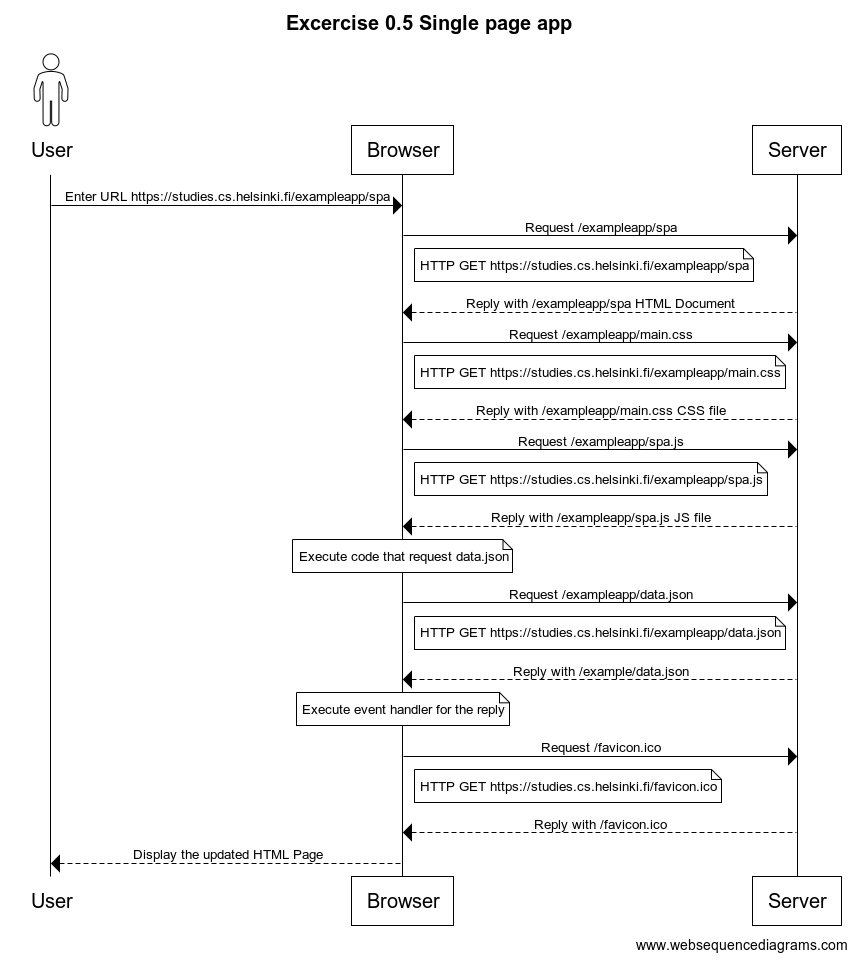 Excercise 0.5 Single page app
User
Browser
Server
Enter URL https://studies.cs.helsinki.fi/exampleapp/spa
Request /exampleapp/spa
HTTP GET https://studies.cs.helsinki.fi/exampleapp/spa
Reply with /exampleapp/spa HTML Document
Request /exampleapp/main.css
HTTP GET https://studies.cs.helsinki.fi/exampleapp/main.css
Reply with /exampleapp/main.css CSS file
Request /exampleapp/spa.js
HTTP GET https://studies.cs.helsinki.fi/exampleapp/spa.js
Reply with /exampleapp/spa.js JS file
Execute code that request data.json
Request /exampleapp/data.json
HTTP GET https://studies.cs.helsinki.fi/exampleapp/data.json
Reply with /example/data.json
Execute event handler for the reply
Request /favicon.ico
HTTP GET https://studies.cs.helsinki.fi/favicon.ico
Reply with /favicon.ico
Display the updated HTML Page
User
Browser
Server
www.websequencediagrams.com